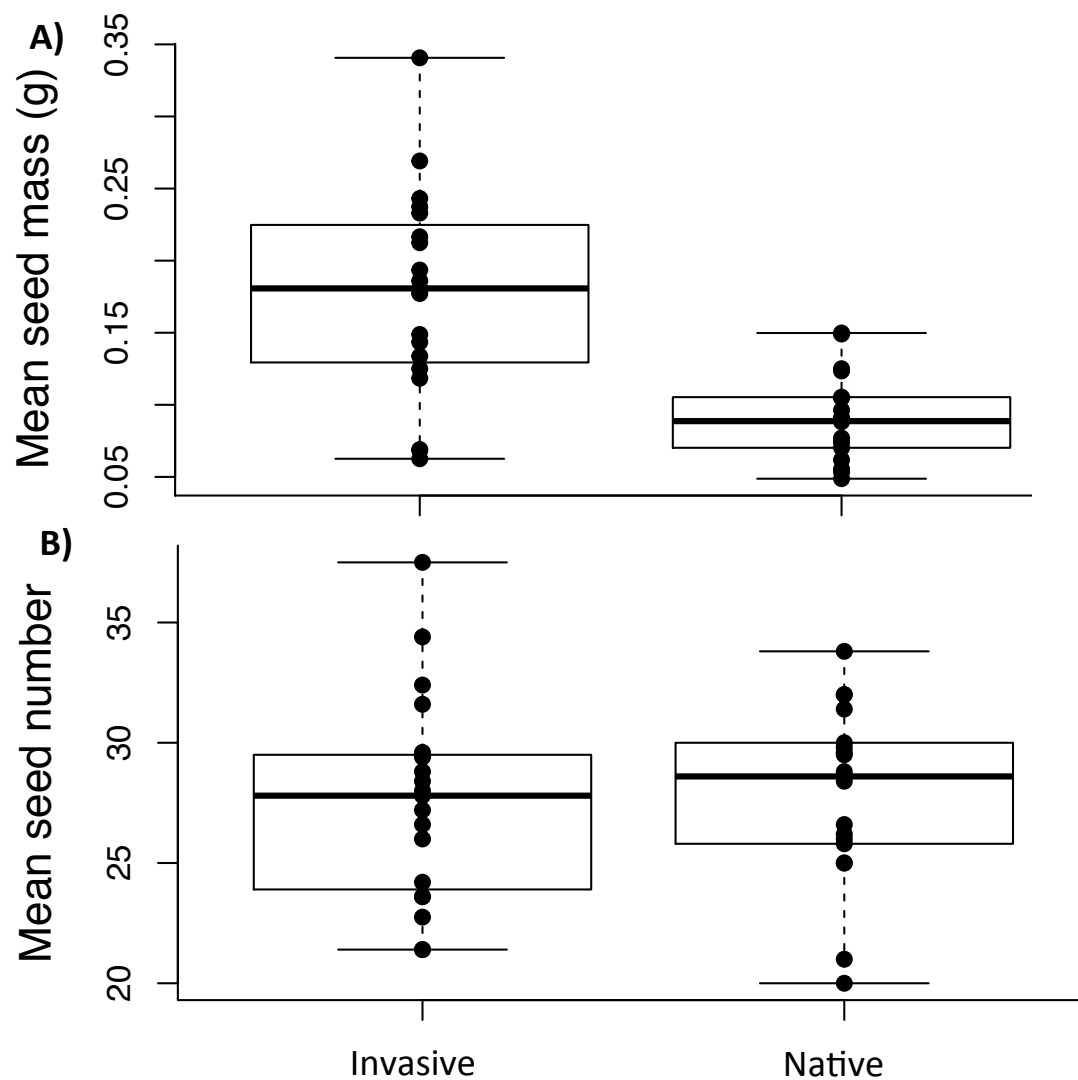 A)
Mean seed mass (g)
0.35
0.25
0.15
0.05
B)
Mean seed number
35
30
25
20
Invasive
Native